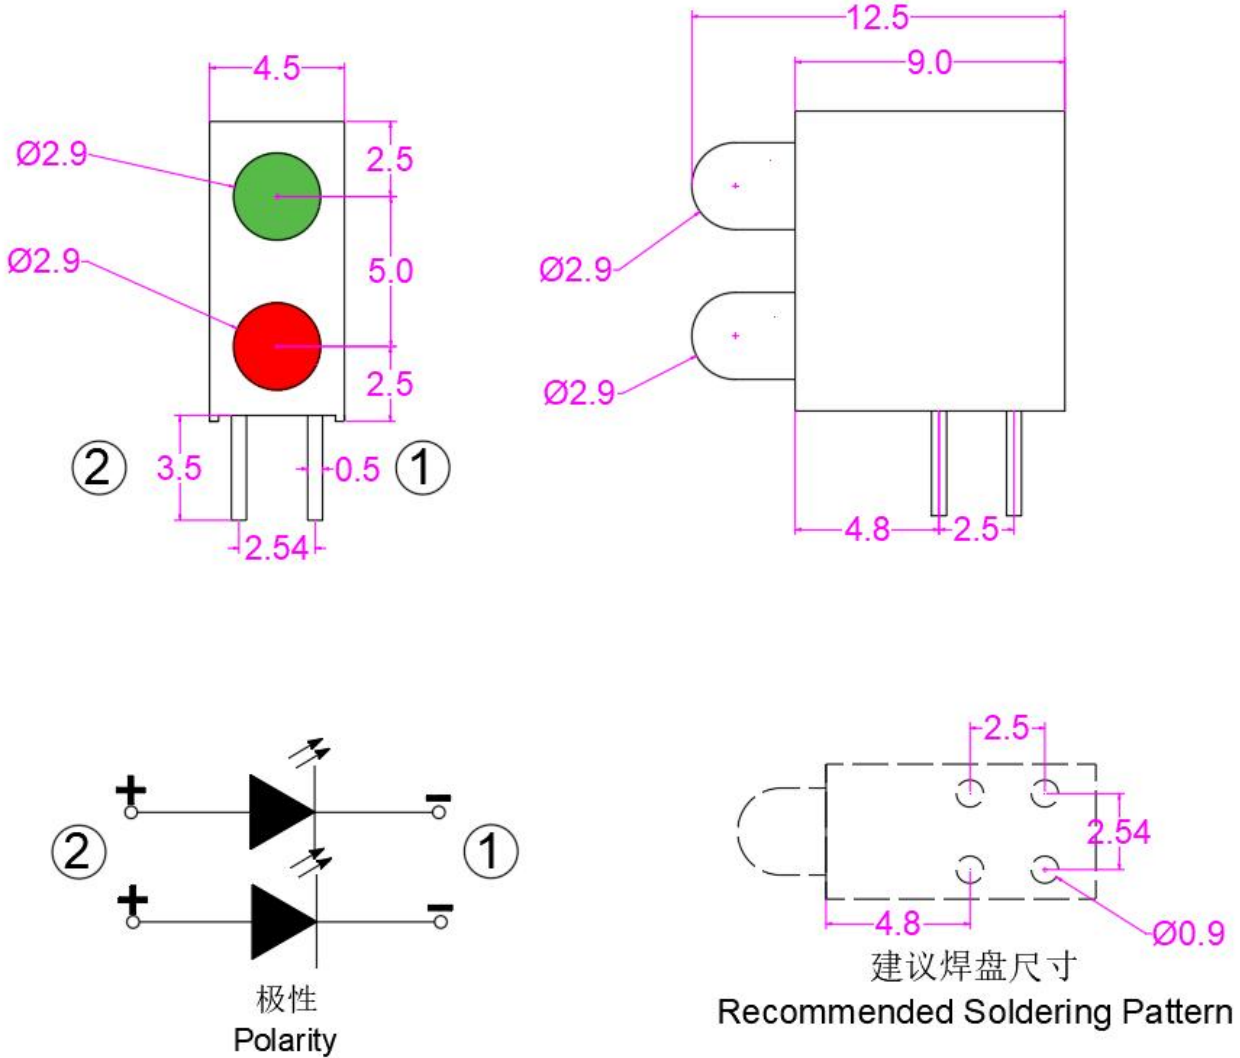 4.5
Ø2.9
2.5
Ø2.9
5.0
2.5
② 3.5 0.5 ①
2.54
12.5
9.0
Ø2.9
Ø2.9
4.8 2.5
+ -
② ①
+ -
极性
Polarity
2.5
2.54
4.8
Ø0.9
建议焊盘尺寸
Recommended Soldering Pattern